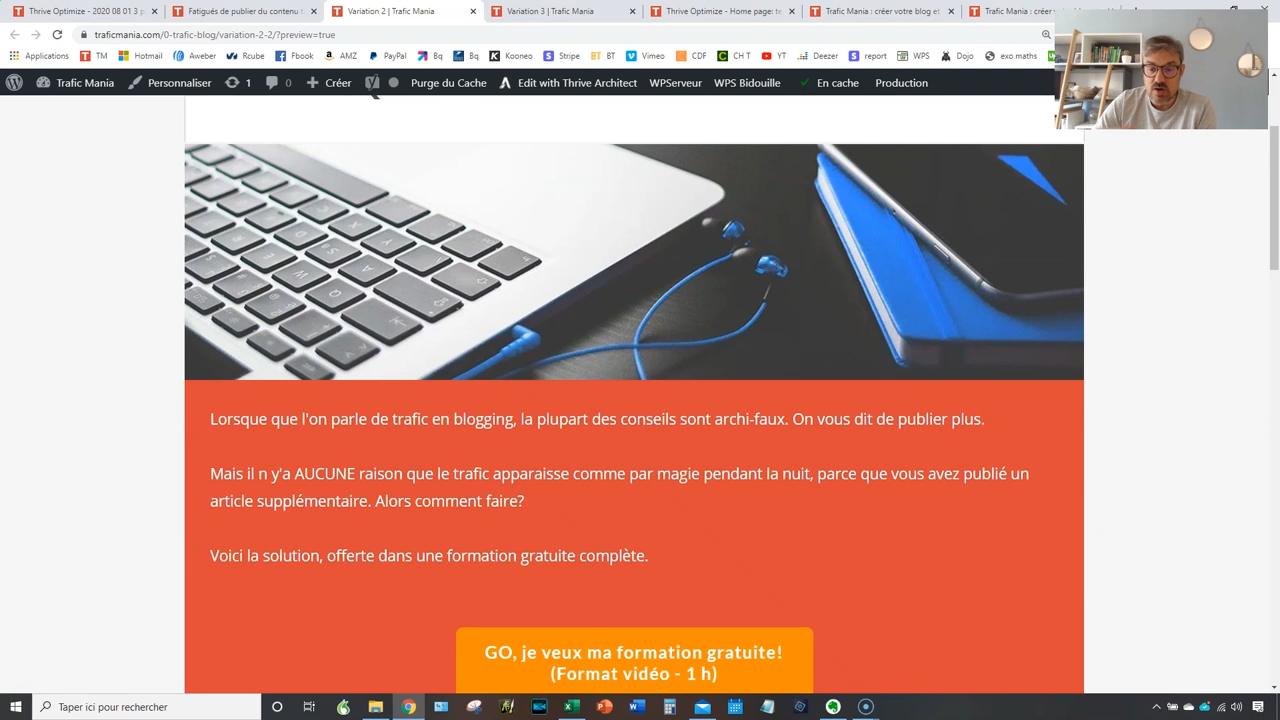 Thrive Optimize - 2020 08 01 3 p
Fatigués de publier du contenu t
Variation 2 | Trafic Mania
Variation 3 | Trafic Mania
Thrive Optimize - Home page: te
Trafic Mania : créer votre blog et
Trafic Mania : créer
traficmania.com/0-trafic-blog/variation-2-2/?preview=true
Applications TM Hotmail Aweber Rcube Fbook AMZ PayPal Bq Bq Kooneo Stripe BT BT Vimeo CDF CH T YT Deezer report WPS Dojo exo maths
Trafic Mania Personnaliser 1 0 Créer Purge du Cache Edit with Thrive Architect WPServeur WPS Bidouille En cache Production
Lorsque que l'on parle de trafic en blogging, la plupart des conseils sont archi-faux. On vous dit de publier plus.
Mais il n y'a AUCUNE raison que le trafic apparaisse comme par magie pendant la nuit, parce que vous avez publié un
article supplémentaire. Alors comment faire?
Voici la solution, offerte dans une formation gratuite complète.
GO, je veux ma formation gratuite!
(Format vidéo - 1 h)
Taper ici pour rechercher